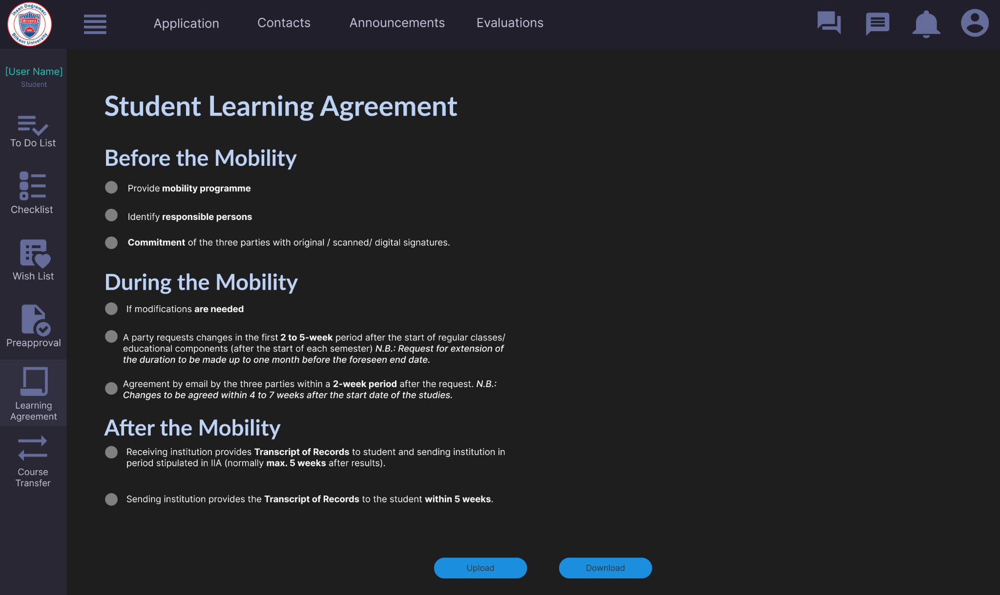 İhsan Doğramacı
Bilkent
1984
Bilkent University
Application
Contacts
Announcements
Evaluations
[User Name]
Student
To Do List
Checklist
Wish List
Preapproval
Learning
Agreement
Course
Transfer
Student Learning Agreement
Before the Mobility
Provide mobility programme
Identify responsible persons
Commitment of the three parties with original / scanned/ digital signatures.
During the Mobility
If modifications are needed
A party requests changes in the first 2 to 5-week period after the start of regular classes/
educational components (after the start of each semester) N.B.: Request for extension of
the duration to be made up to one month before the foreseen end date.
Agreement by email by the three parties within a 2-week period after the request. N.B.:
Changes to be agreed within 4 to 7 weeks after the start date of the studies.
After the Mobility
Receiving institution provides Transcript of Records to student and sending institution in
period stipulated in IIA (normally max. 5 weeks after results).
Sending institution provides the Transcript of Records to the student within 5 weeks.
Upload
Download